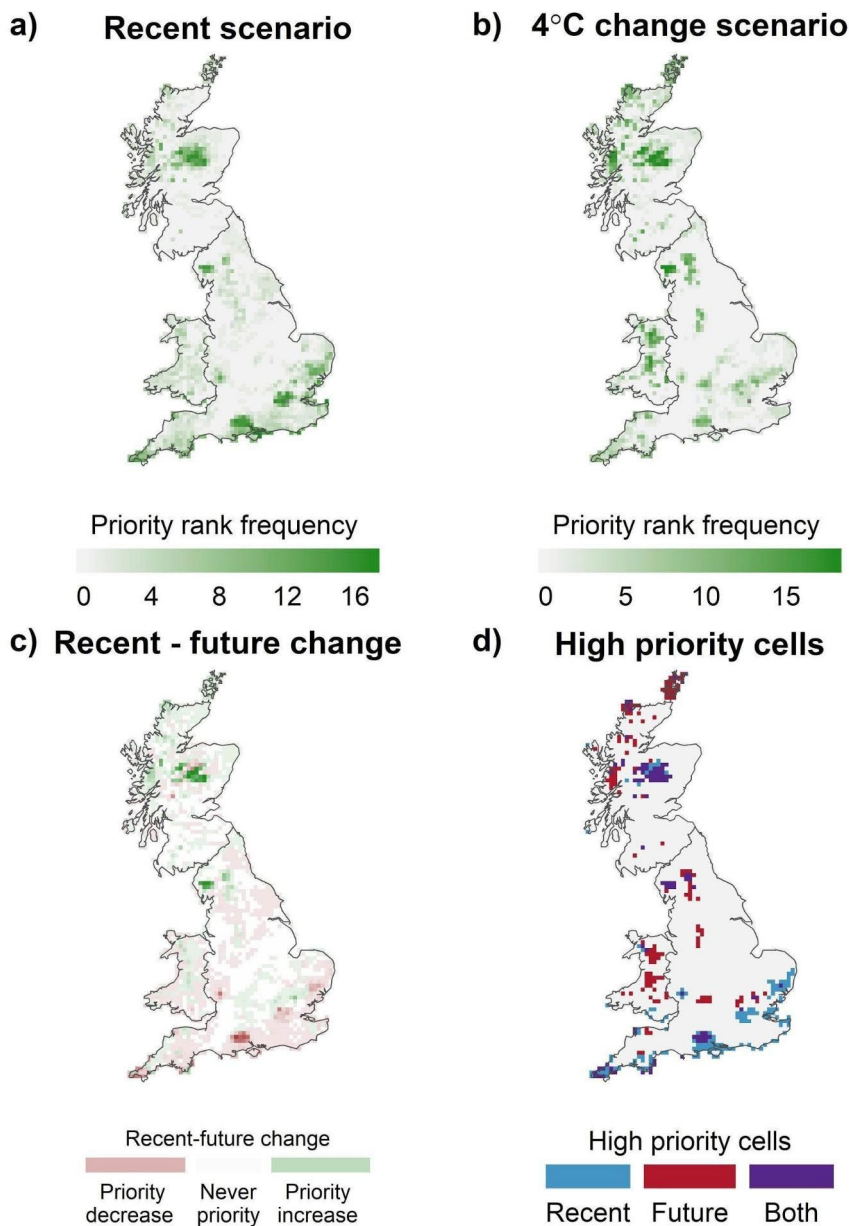 a) Recent scenario
b) 4°C change scenario
Priority rank frequency
0 4 8 12 16
Priority rank frequency
0 5 10 15
c) Recent - future change
d) High priority cells
Recent-future change
Priority decrease
Never priority
Priority increase
High priority cells
Recent Future Both